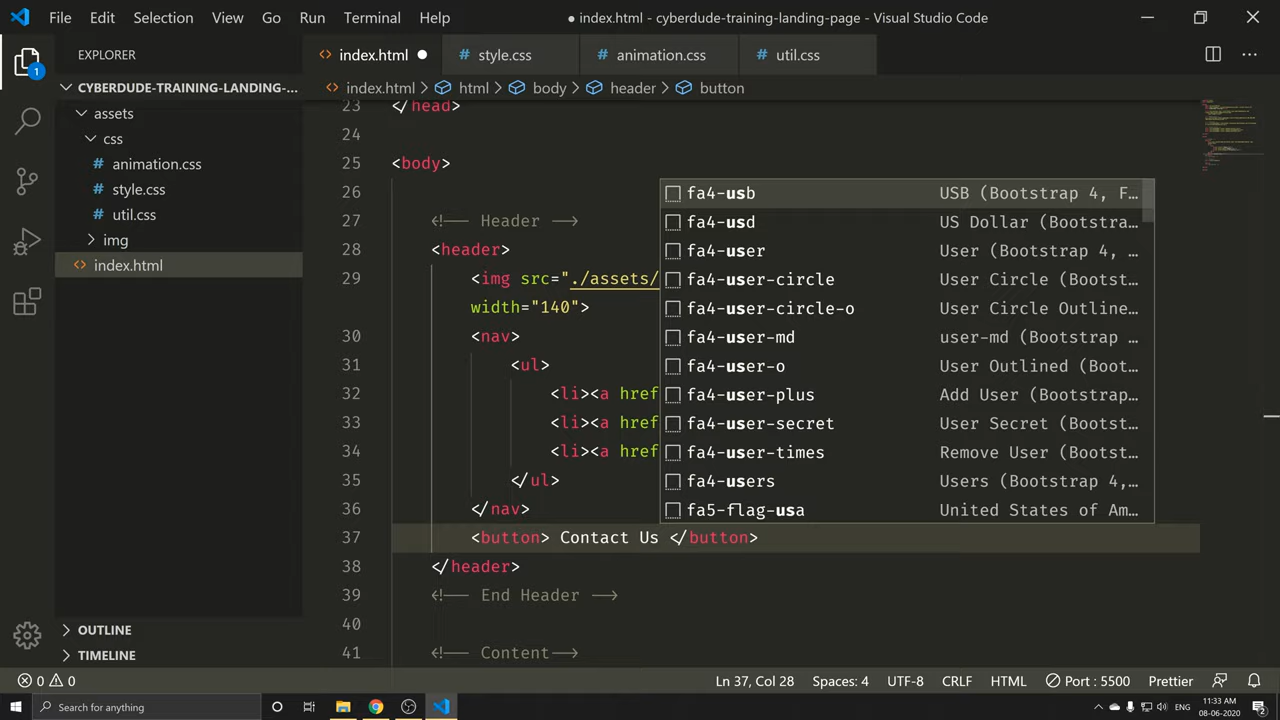 File Edit Selection View Go Run Terminal Help
● index.html - cyberdude-training-landing-page - Visual Studio Code
1
EXPLORER
index.html
# style.css
# animation.css
# util.css
...
CYBERDUDE-TRAINING-LANDING-...
index.html > html > body > header > button
assets
css
animation.css
style.css
util.css
img
index.html
23 </head>
24
25 <body>
26
27 <!-- Header -->
28 <header>
29 <img src="./assets/
width="140">
30 <nav>
31 <ul>
32 <li><a href
33 <li><a href
34 <li><a href
35 </ul>
36 </nav>
37 <button> Contact Us </button>
38 </header>
39 <!-- End Header -->
40
41 <!-- Content-->
fa4-usb USB (Bootstrap 4, F…
fa4-usd US Dollar (Bootstra…
fa4-user User (Bootstrap 4, …
fa4-user-circle User Circle (Bootst…
fa4-user-circle-o User Circle Outline…
fa4-user-md user-md (Bootstrap …
fa4-user-o User Outlined (Boot…
fa4-user-plus Add User (Bootstrap…
fa4-user-secret User Secret (Bootst…
fa4-user-times Remove User (Bootst…
fa4-users Users (Bootstrap 4,…
fa5-flag-usa United States of Am…
OUTLINE
TIMELINE
0 0
Ln 37, Col 28 Spaces: 4 UTF-8 CRLF HTML Port : 5500 Prettier
Search for anything
ENG
11:33 AM
08-06-2020
2